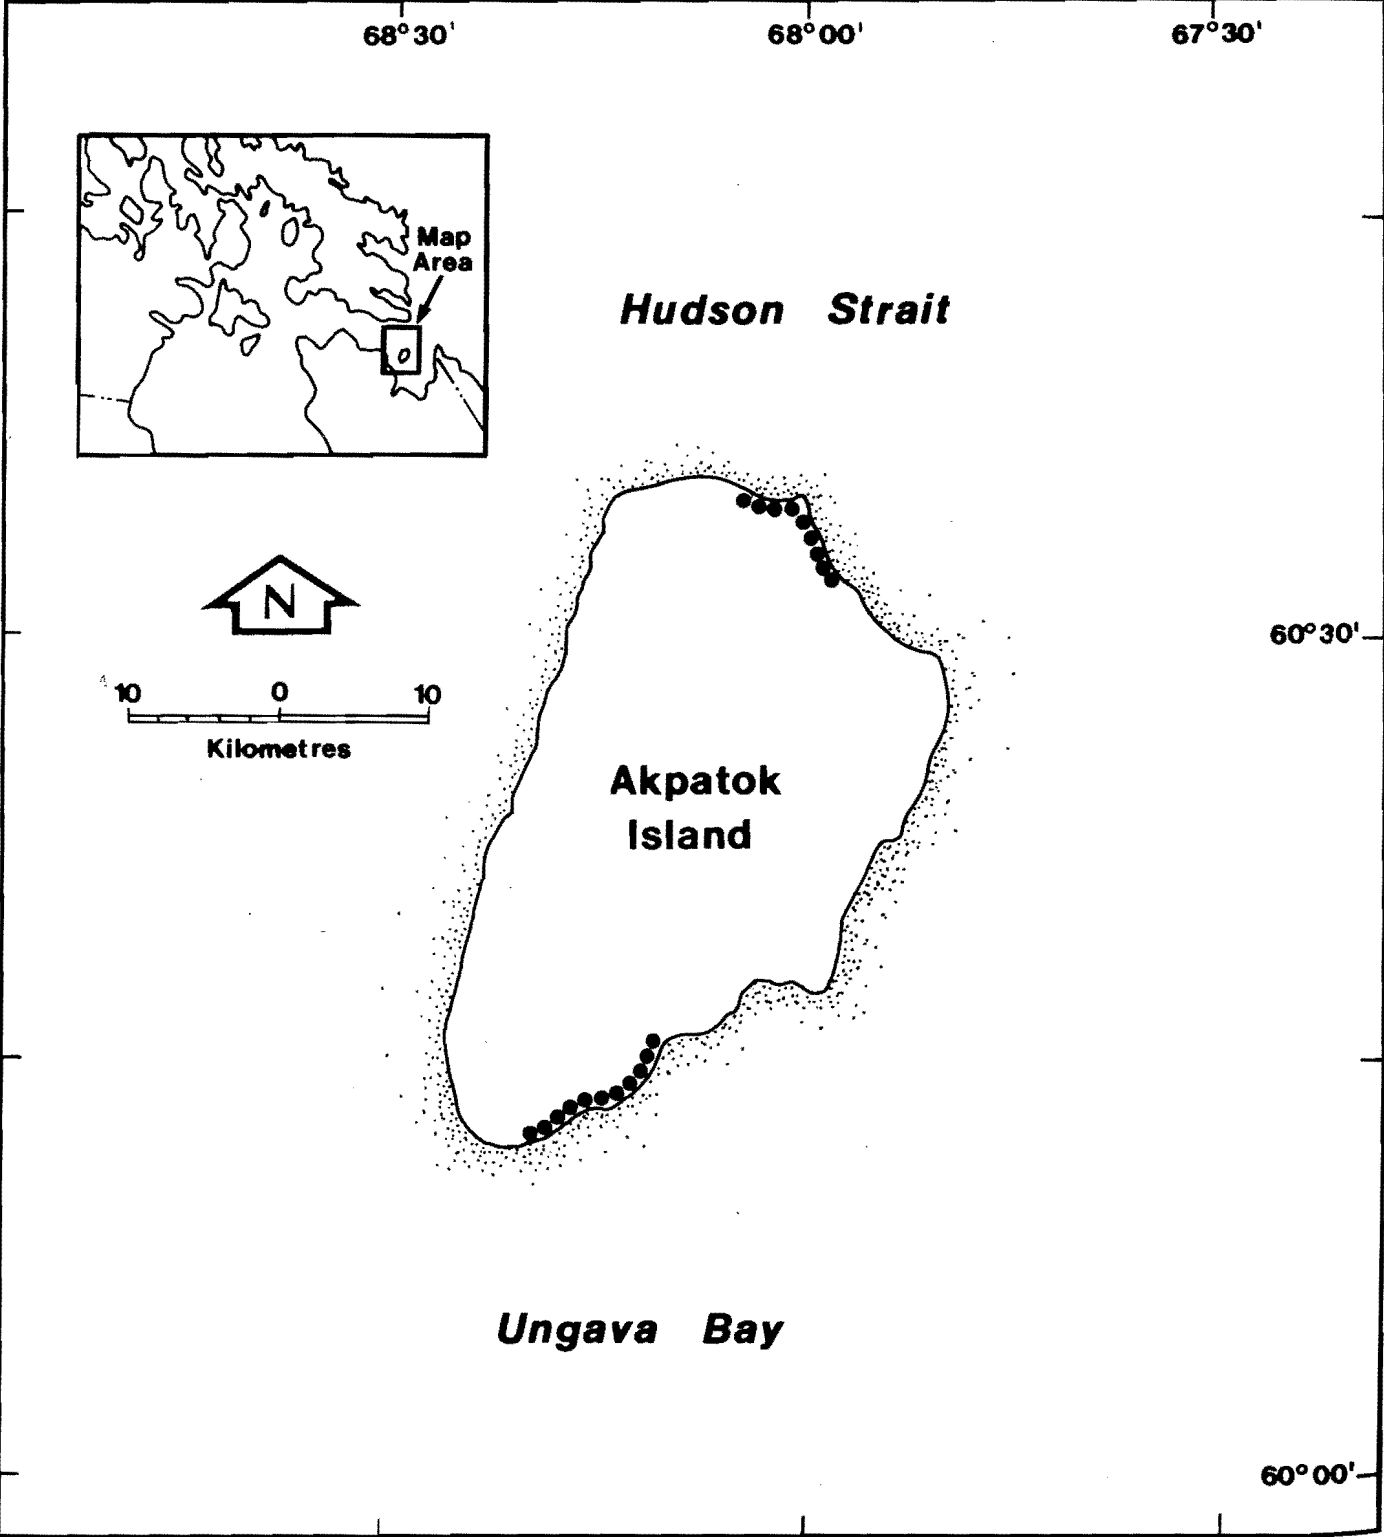 68°30'
68°00'
67°30'
Map
Area
Hudson Strait
N
60°30'
10 0 10
Kilometres
Akpatok
Island
Ungava Bay
60°00'